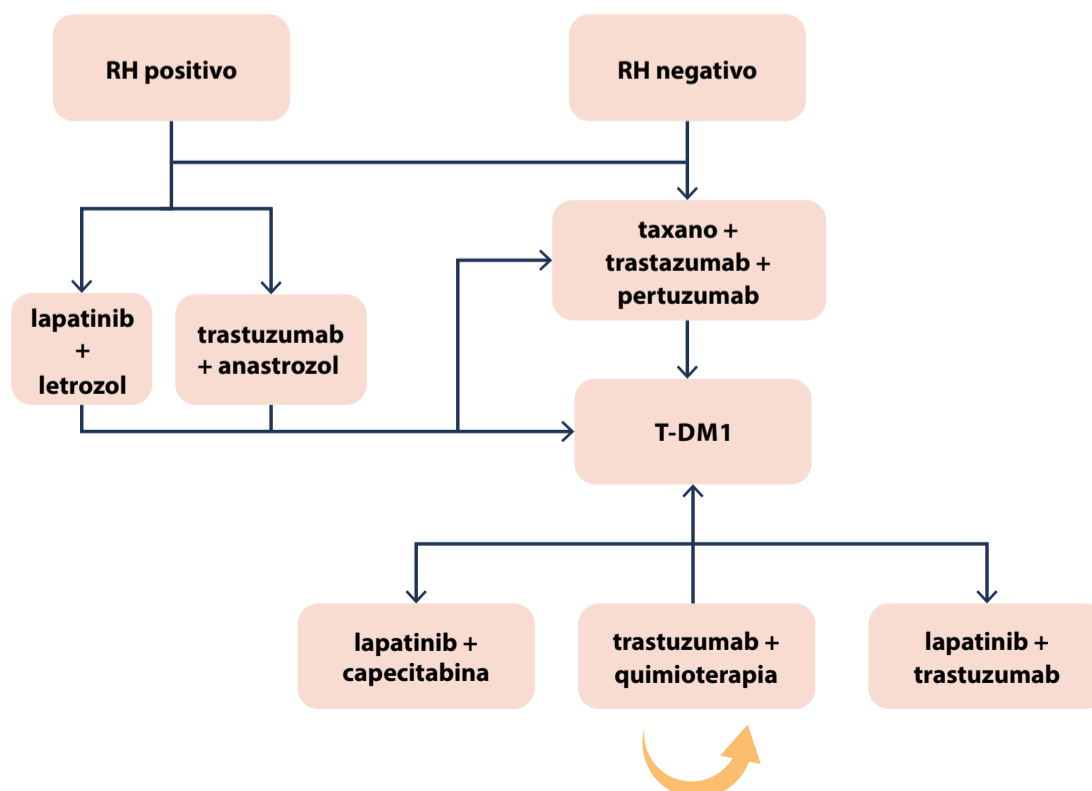 RH positivo
RH negativo
taxano +
trastazumab +
pertuzumab
lapatinib
+
letrozol
trastuzumab
+ anastrozol
T-DM1
lapatinib +
capecitabina
trastuzumab +
quimioterapia
lapatinib +
trastuzumab